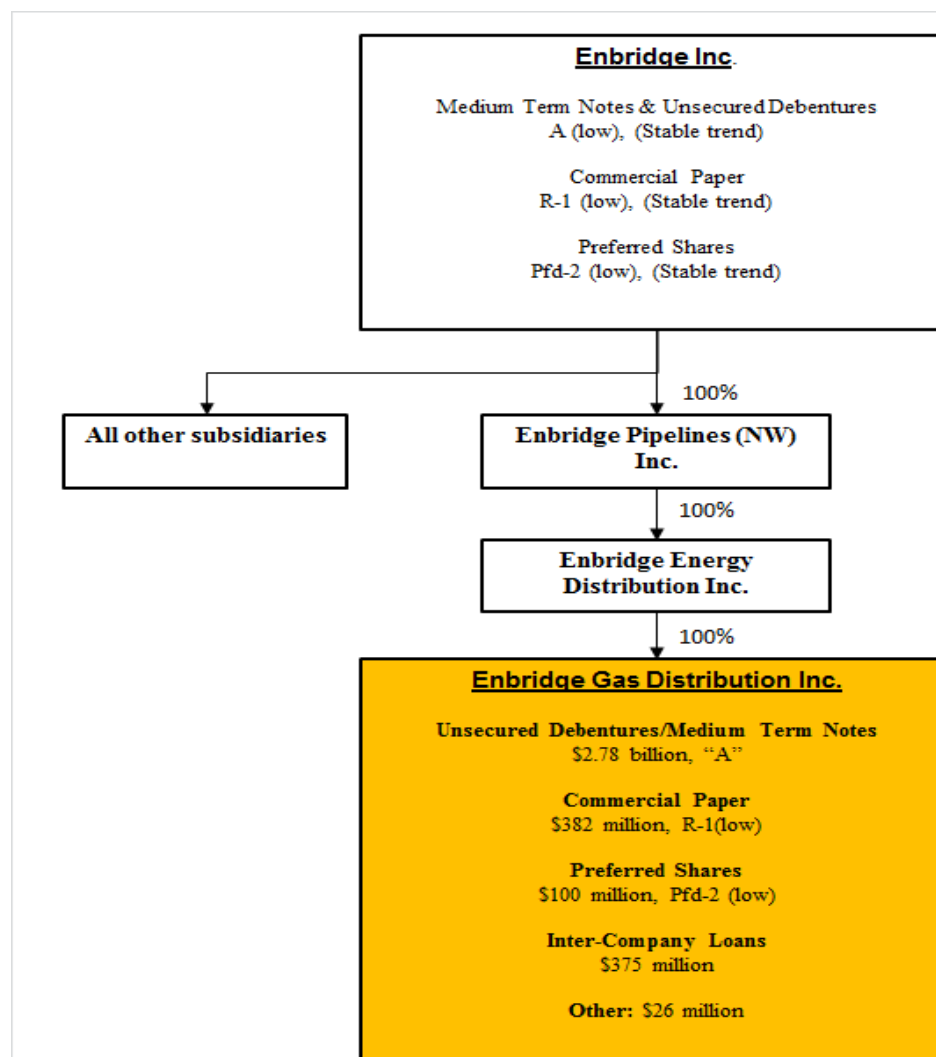 Enbridge Inc.
Medium Term Notes & Unsecured Debentures
A (low), (Stable trend)
Commercial Paper
R-1 (low), (Stable trend)
Preferred Shares
Pfd-2 (low), (Stable trend)
100%
All other subsidiaries
Enbridge Pipelines (NW)
Inc.
100%
Enbridge Energy
Distribution Inc.
100%
Enbridge Gas Distribution Inc.
Unsecured Debentures/Medium Term Notes
$2.78 billion, “A”
Commercial Paper
$382 million, R-1(low)
Preferred Shares
$100 million, Pfd-2 (low)
Inter-Company Loans
$375 million
Other: $26 million